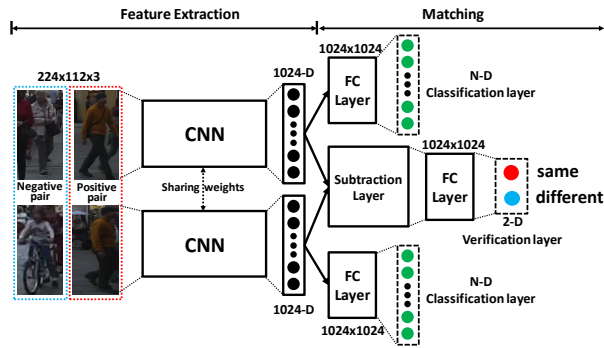 Feature Extraction
Matching
224x112x3
Negative pair
Positive pair
CNN
Sharing weights
CNN
1024-D
1024-D
1024x1024
FC Layer
N-D
Classification layer
Subtraction Layer
1024x1024
FC Layer
same
different
2-D
Verification layer
FC Layer
1024x1024
N-D
Classification layer